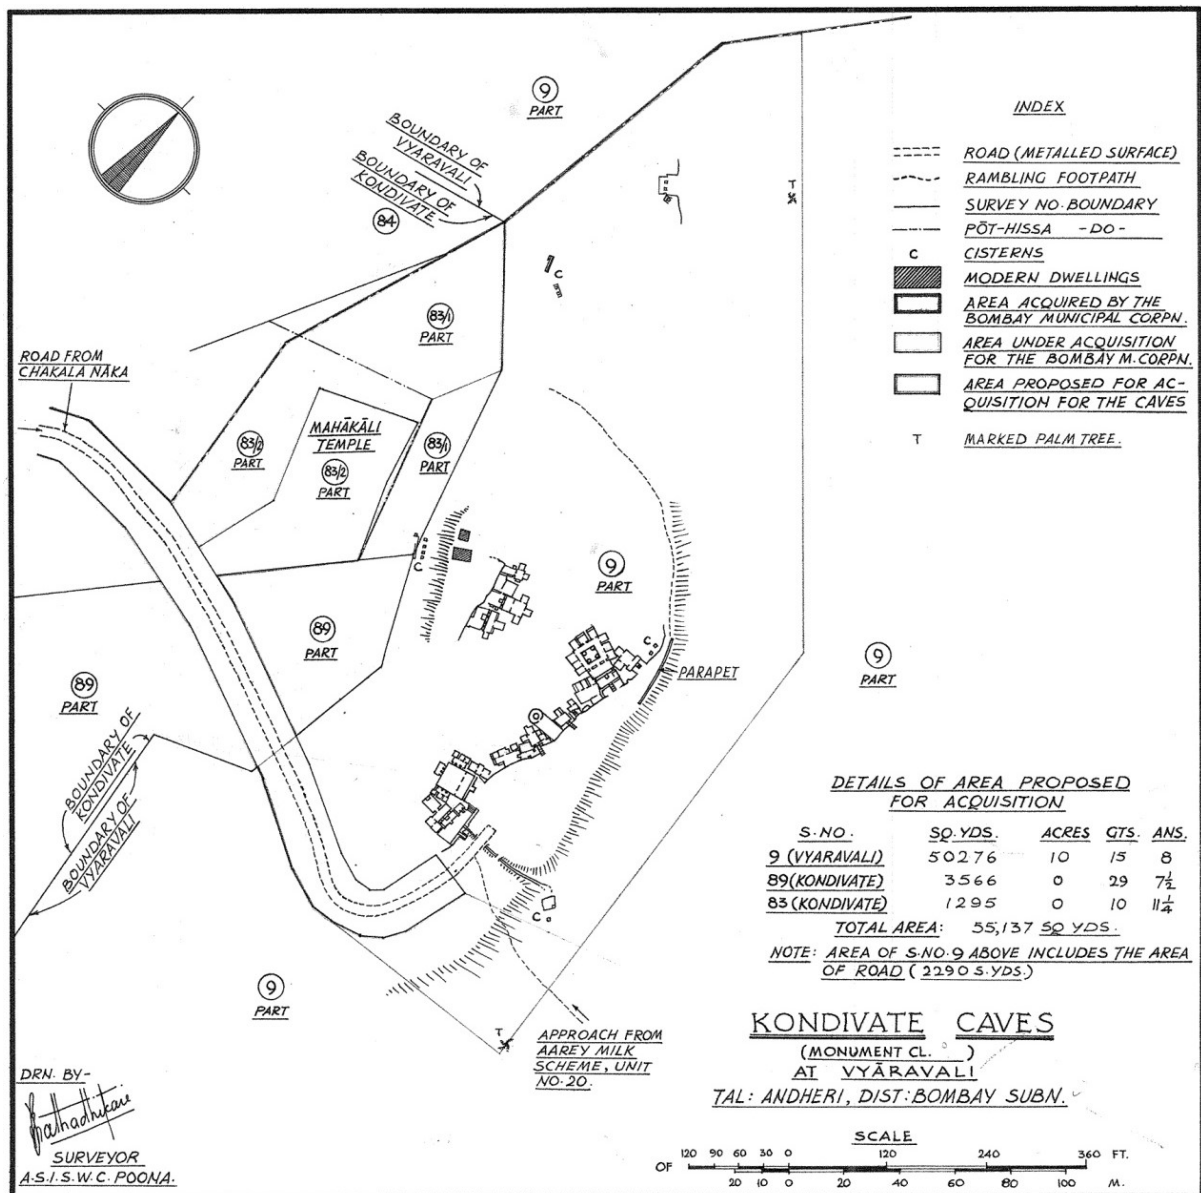 9
PART
BOUNDARY OF
VYARAVALI
BOUNDARY OF
KONDIVATE
84
INDEX
ROAD (METALLED SURFACE)
RAMBLING FOOTPATH
SURVEY NO. BOUNDARY
PŌT-HISSA -DO-
C CISTERNS
MODERN DWELLINGS
AREA ACQUIRED BY THE
BOMBAY MUNICIPAL CORPN.
AREA UNDER ACQUISITION
FOR THE BOMBAY M. CORPN.
AREA PROPOSED FOR AC-
QUISITION FOR THE CAVES
T MARKED PALM TREE.
T
C
83/1
PART
ROAD FROM
CHAKALA NĀKA
83/2
PART
MAHĀKĀLI
TEMPLE
83/2
PART
83/1
PART
C
9
PART
89
PART
C
PARAPET
9
PART
89
PART
BOUNDARY OF
KONDIVATE
BOUNDARY OF
VYARAVALI
C
9
PART
T
APPROACH FROM
AAREY MILK
SCHEME, UNIT
NO. 20.
DETAILS OF AREA PROPOSED
FOR ACQUISITION
S. NO. SQ. YDS. ACRES GTS. ANS.
9 (VYARAVALI) 50276 10 15 8
89 (KONDIVATE) 3566 0 29 7½
83 (KONDIVATE) 1295 0 10 11¼
TOTAL AREA: 55,137 SQ YDS.
NOTE: AREA OF S.NO. 9 ABOVE INCLUDES THE AREA
OF ROAD (2290 S.YDS.)
KONDIVATE CAVES
(MONUMENT CL. )
AT VYĀRAVALI
TAL: ANDHERI, DIST: BOMBAY SUBN.
DRN. BY-
SURVEYOR
A.S.I. S.W.C. POONA.
SCALE
OF 120 90 60 30 0 120 240 360 FT.
20 10 0 20 40 60 80 100 M.